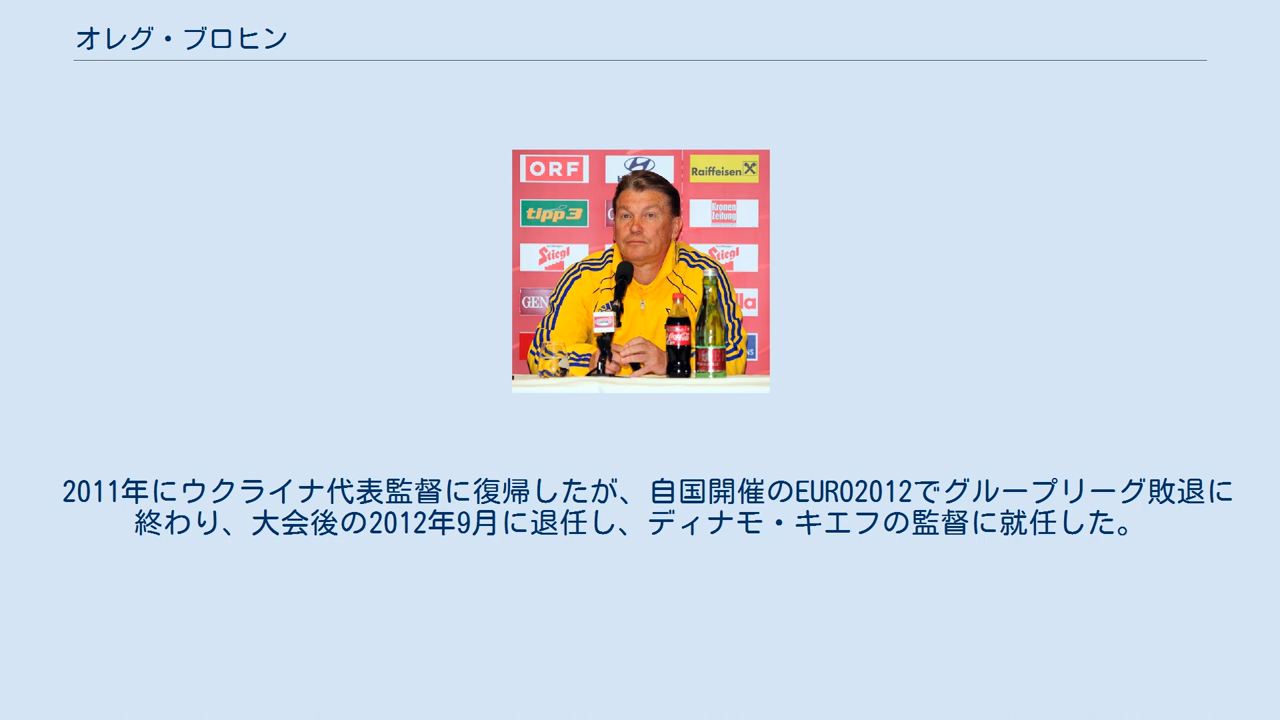 オレグ・ブロヒン
ORF
Raiffeisen
tipp3
Kronen
Zeitung
Stiegl
Stiegl
GEN
lla
Coca-Cola
2011年にウクライナ代表監督に復帰したが、自国開催のEURO2012でグループリーグ敗退に
終わり、大会後の2012年9月に退任し、ディナモ・キエフの監督に就任した。